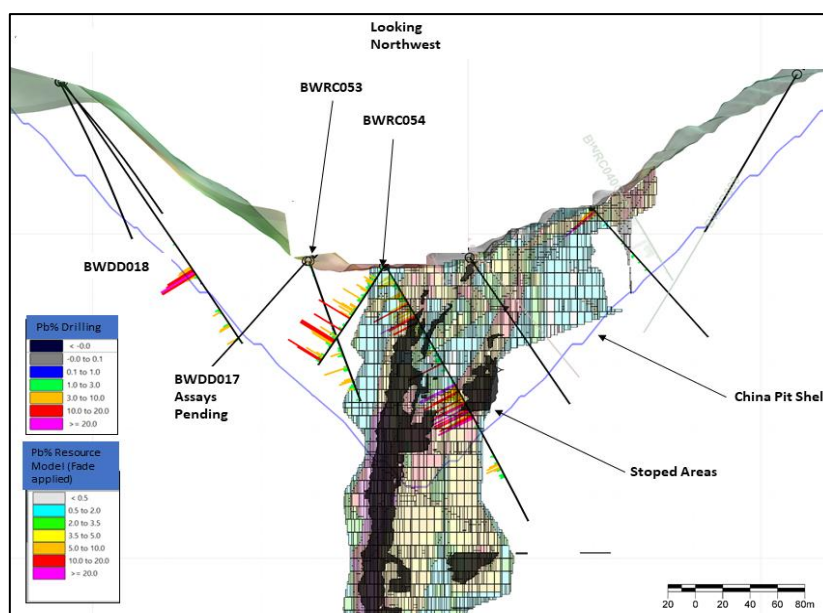 Looking
Northwest
BWRC053
BWRC054
BWRC040
BWDD018
BWDD017
Assays
Pending
China Pit Shel
Stoped Areas
Pb% Drilling
< -0.0
-0.0 to 0.1
0.1 to 1.0
1.0 to 3.0
3.0 to 10.0
10.0 to 20.0
>= 20.0
Pb% Resource
Model (Fade
applied)
< 0.5
0.5 to 2.0
2.0 to 3.5
3.5 to 5.0
5.0 to 10.0
10.0 to 20.0
>= 20.0
20 0 20 40 60 80m